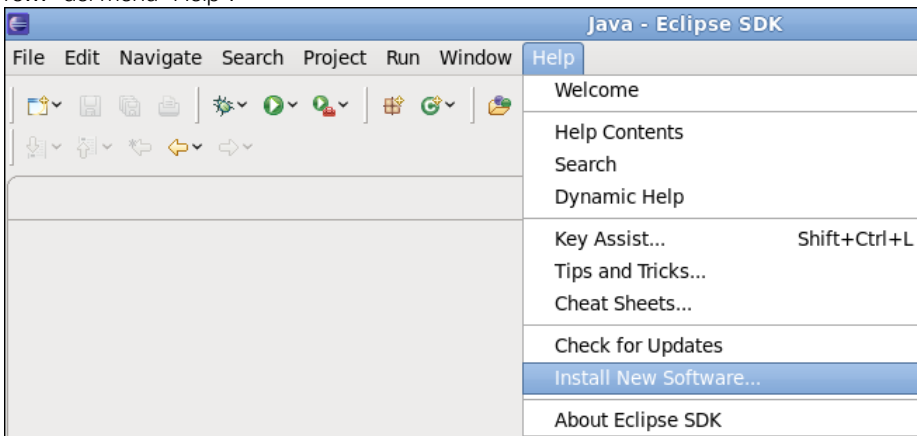 Java - Eclipse SDK
File Edit Navigate Search Project Run Window Help
Welcome
Help Contents
Search
Dynamic Help
Key Assist... Shift+Ctrl+L
Tips and Tricks...
Cheat Sheets...
Check for Updates
Install New Software...
About Eclipse SDK